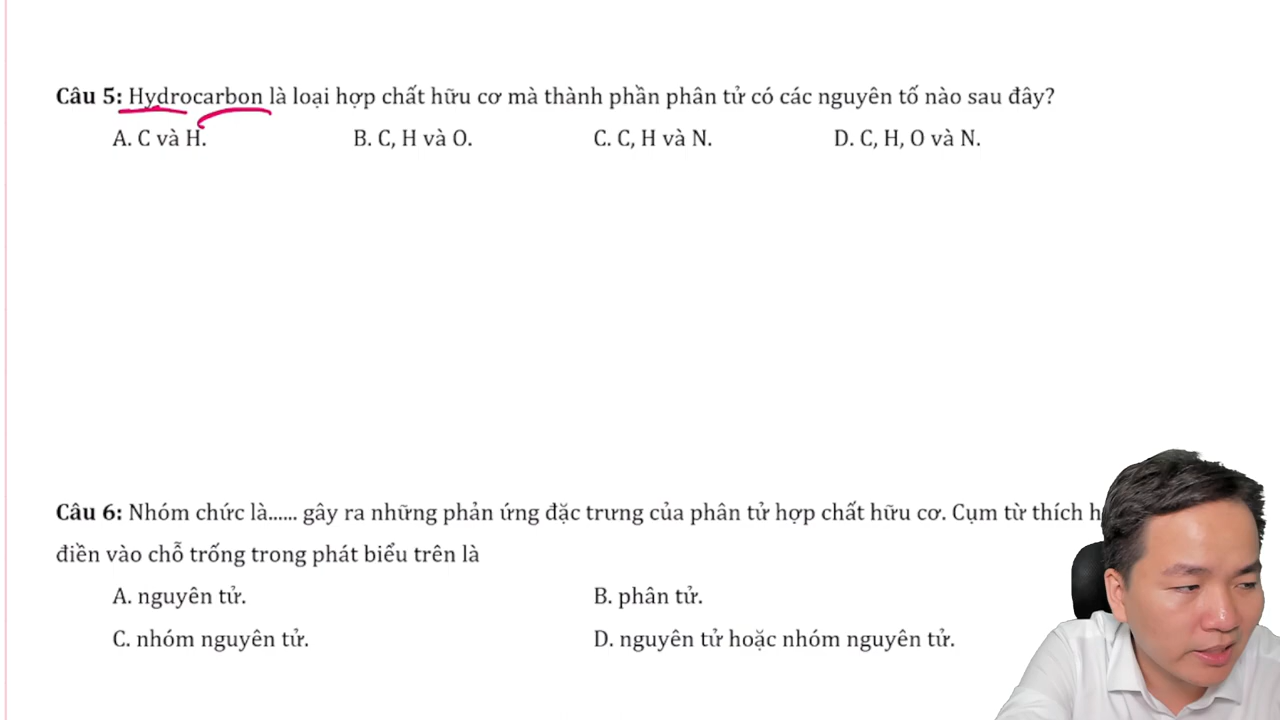 Câu 5: Hydrocarbon là loại hợp chất hữu cơ mà thành phần phân tử có các nguyên tố nào sau đây?
A. C và H. B. C, H và O. C. C, H và N. D. C, H, O và N.
Câu 6: Nhóm chức là...... gây ra những phản ứng đặc trưng của phân tử hợp chất hữu cơ. Cụm từ thích
điền vào chỗ trống trong phát biểu trên là
A. nguyên tử. B. phân tử.
C. nhóm nguyên tử. D. nguyên tử hoặc nhóm nguyên tử.